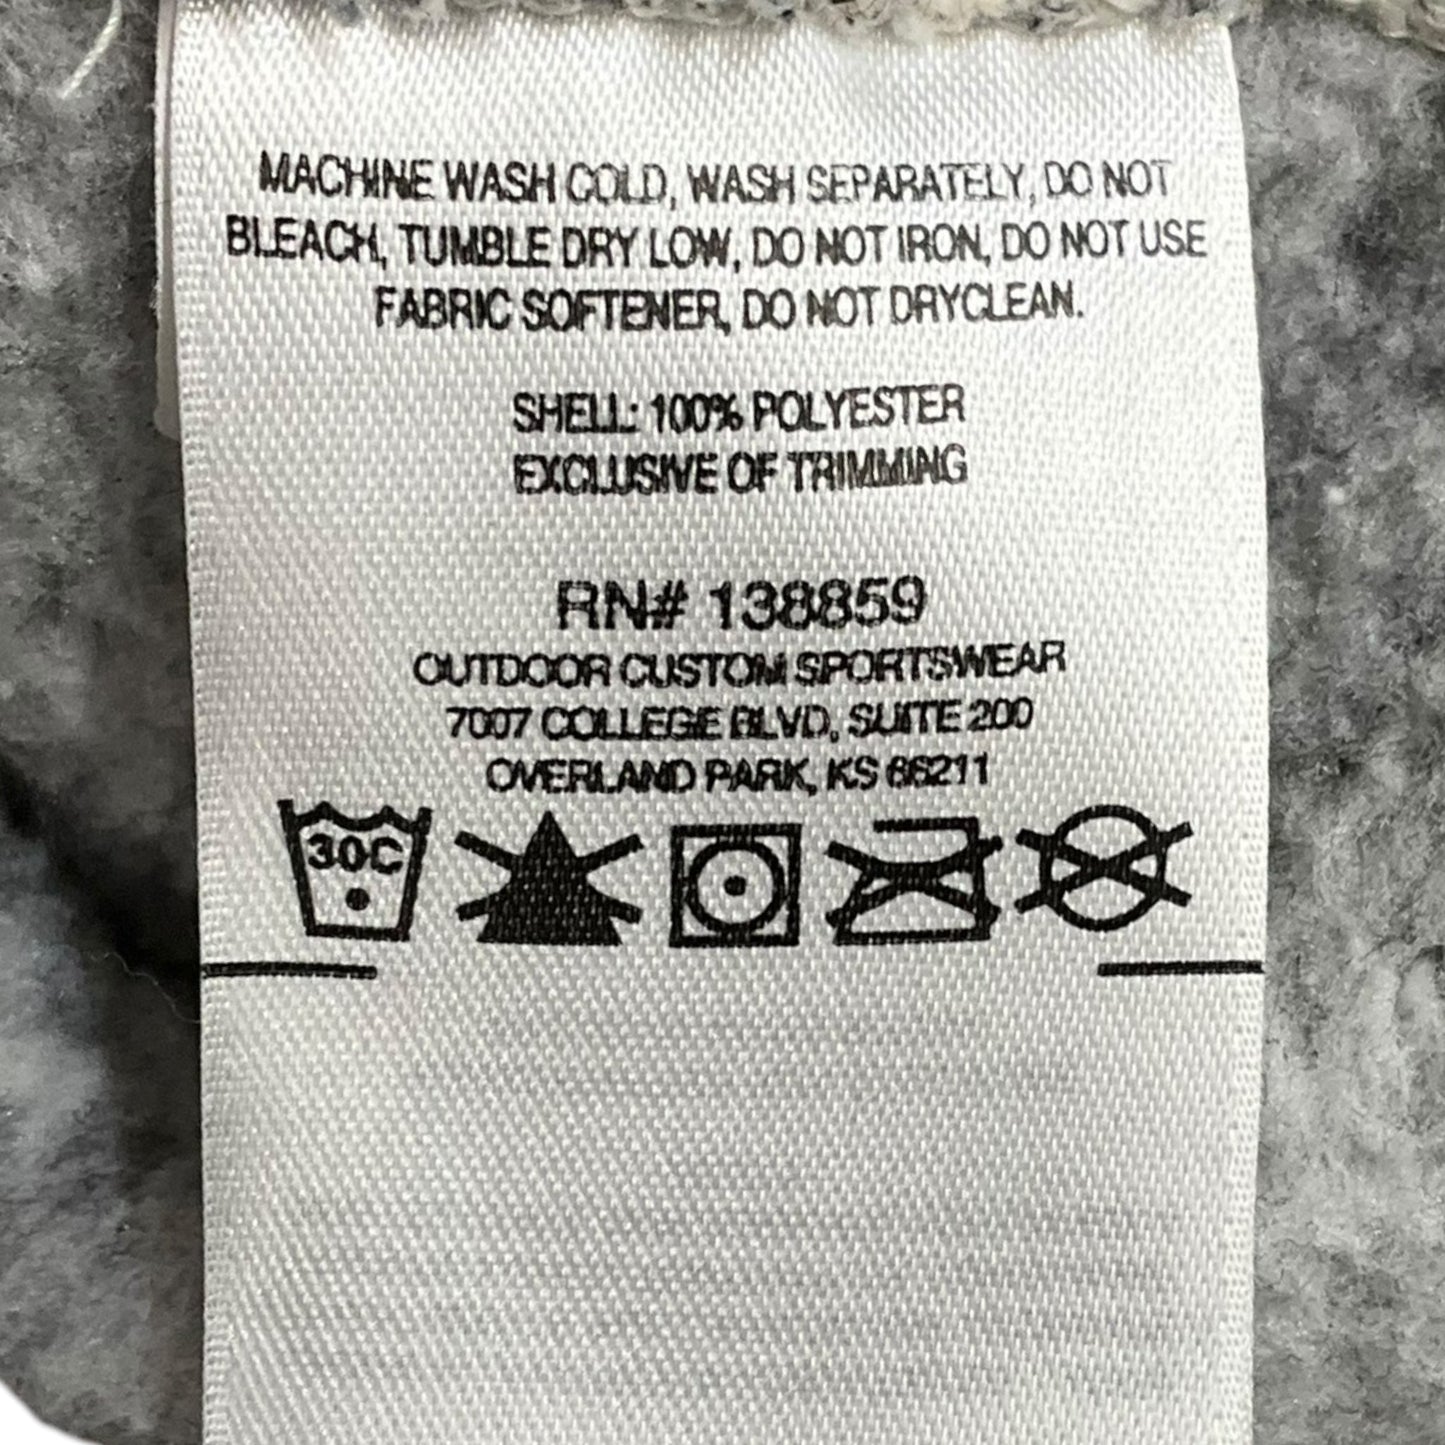 MACHINE WASH COLD, WASH SEPARATELY, DO NOT
BLEACH, TUMBLE DRY LOW, DO NOT IRON, DO NOT USE
FABRIC SOFTENER, DO NOT DRYCLEAN.
SHELL: 100% POLYESTER
EXCLUSIVE OF TRIMMING
RN# 138859
OUTDOOR CUSTOM SPORTSWEAR
7007 COLLEGE BLVD, SUITE 200
OVERLAND PARK, KS 66211
30C